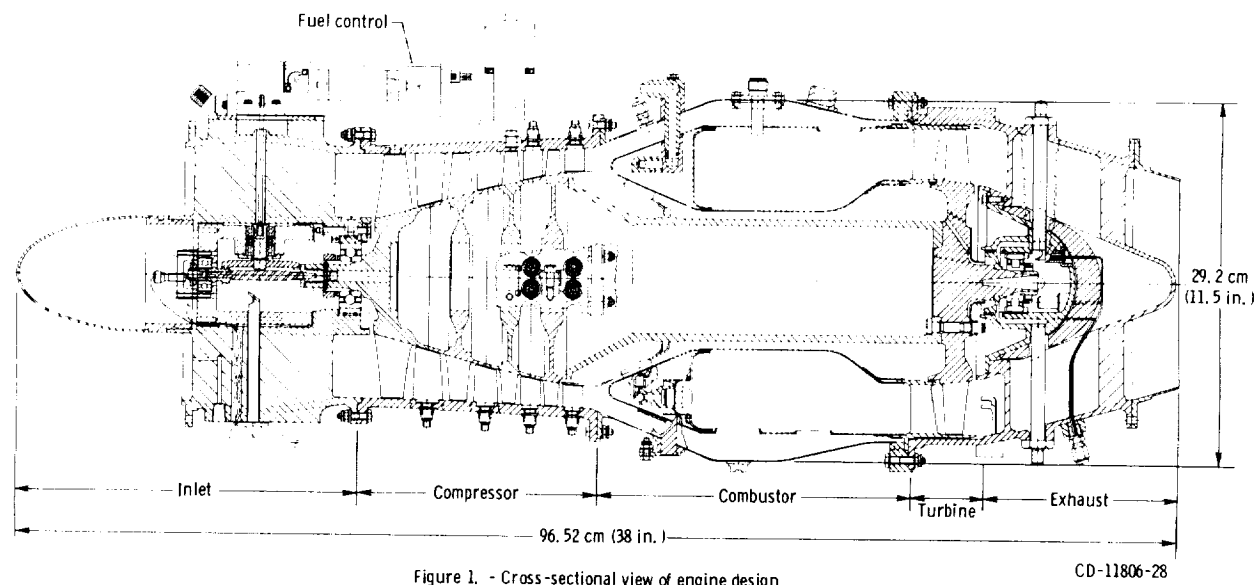 Fuel control
29.2 cm
(11.5 in.)
Inlet
Compressor
Combustor
Turbine
Exhaust
96.52 cm (38 in.)
CD-11806-28
Figure 1. - Cross-sectional view of engine design